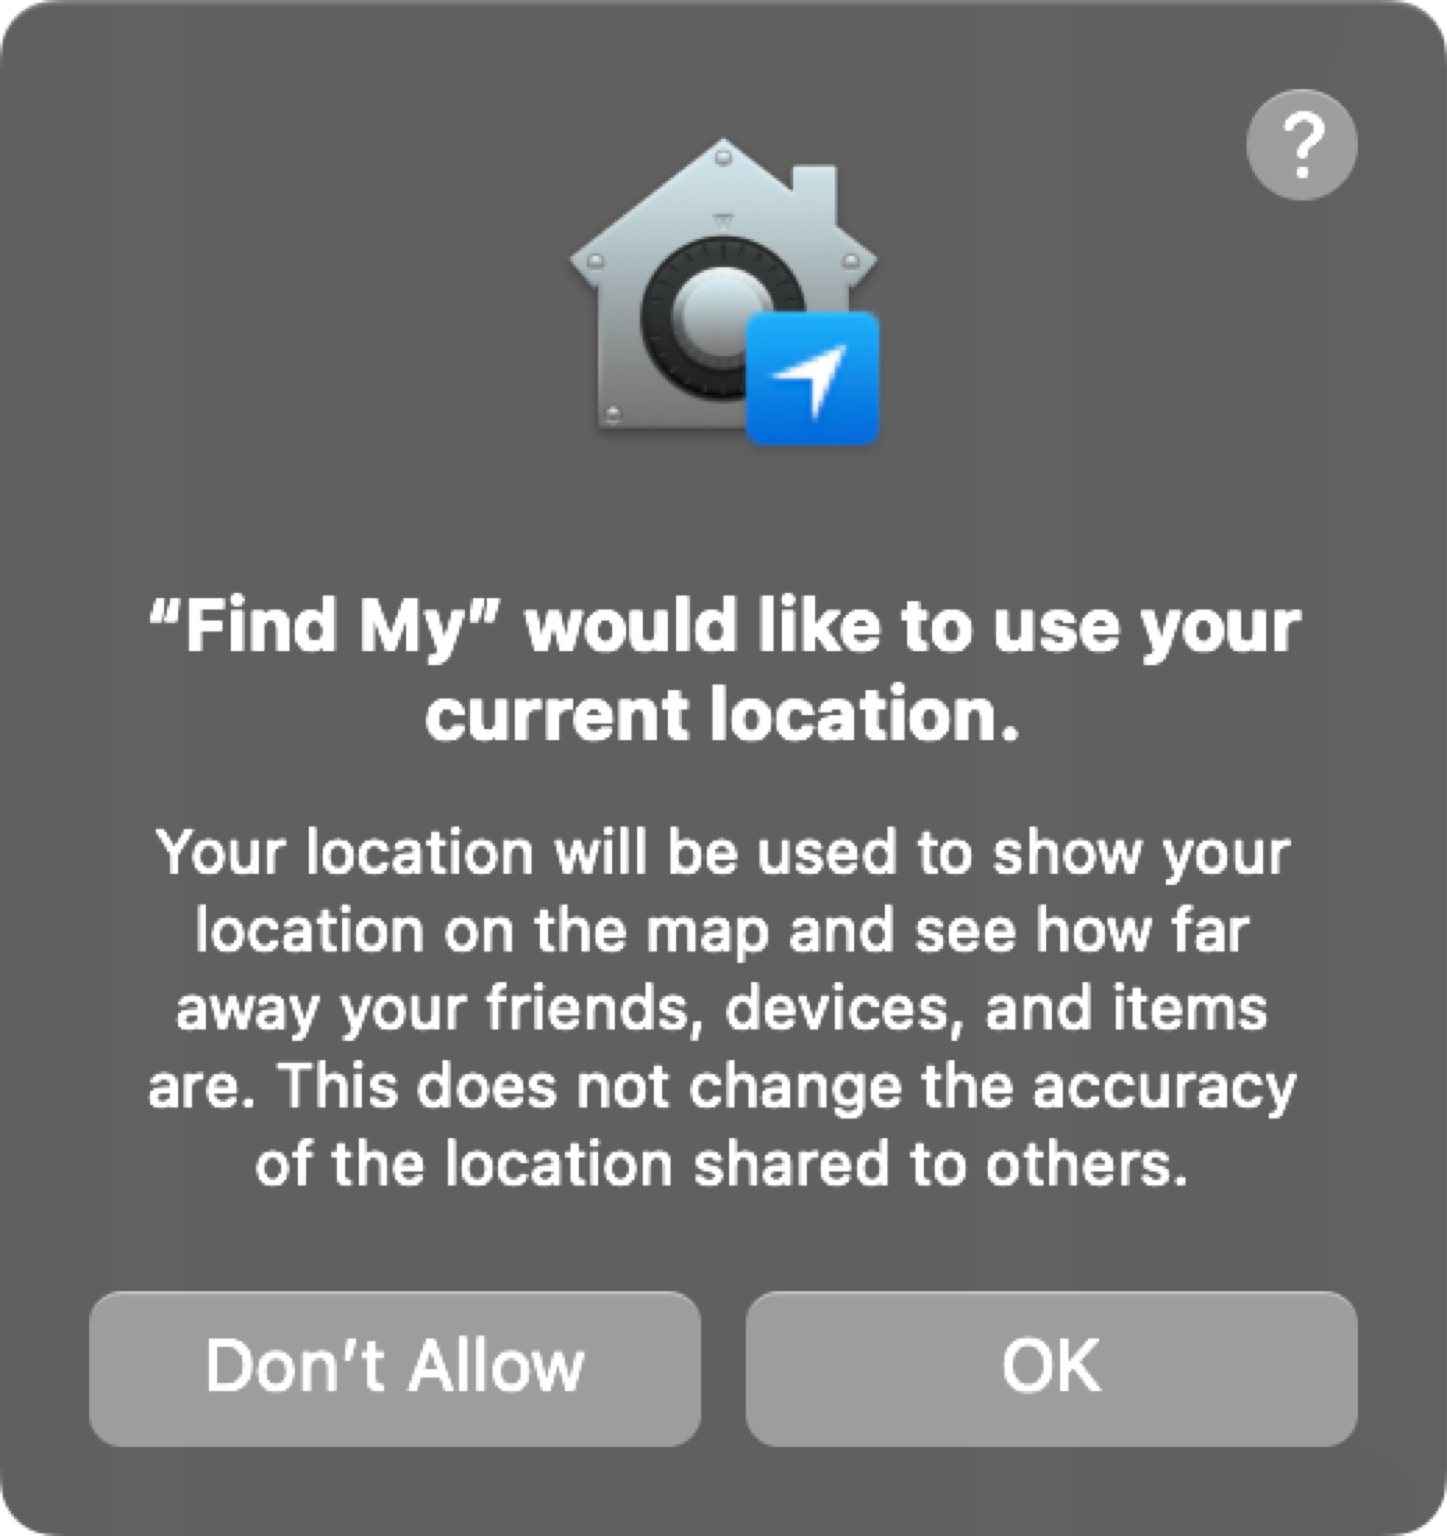 ?
W
“Find My” would like to use your
current location.
Your location will be used to show your
location on the map and see how far
away your friends, devices, and items
are. This does not change the accuracy
of the location shared to others.
Don’t Allow
OK